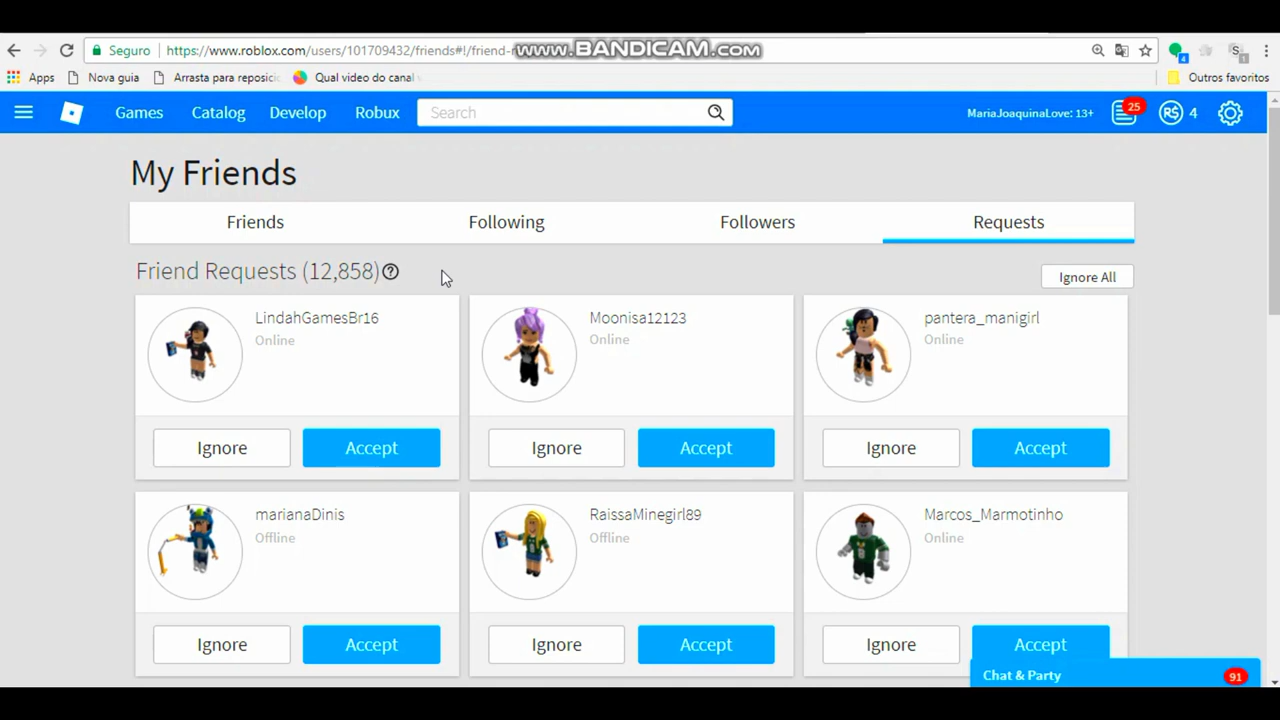 Seguro https://www.roblox.com/users/101709432/friends#!/friend-r
www.BANDICAM.com
4 S 1
Apps Nova guia Arrasta para reposici Qual video do canal Outros favoritos
Games Catalog Develop Robux Search MariaJoaquinaLove: 13+ 25 R$ 4
My Friends
Friends Following Followers Requests
Friend Requests (12,858) ? Ignore All
LindahGamesBr16 Moonisa12123 pantera_manigirl
Online Online Online
Ignore Accept Ignore Accept Ignore Accept
marianaDinis RaissaMinegirl89 Marcos_Marmotinho
Offline Offline Online
Ignore Accept Ignore Accept Ignore Accept
Chat & Party 91